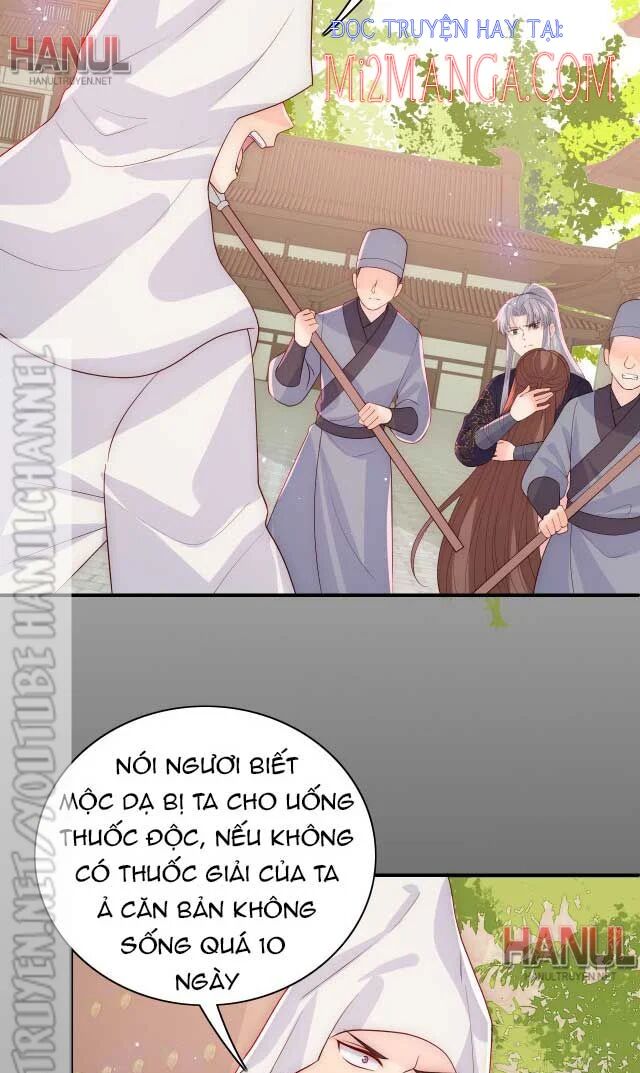 ĐỌC TRUYỆN HAY TẠI:
HANUL
HANULTRUYEN.NET
Mi2MANGA.COM
NÓI NGƯƠI BIẾT
MỘC DẠ BỊ TA CHO UỐNG
THUỐC ĐỘC, NẾU KHÔNG
CÓ THUỐC GIẢI CỦA TA
Ả CĂN BẢN KHÔNG
SỐNG QUÁ 10
NGÀY
HANUL
HANULTRUYEN.NET
TRUYEN.NET/YOUTUBE HANULCHANNEL